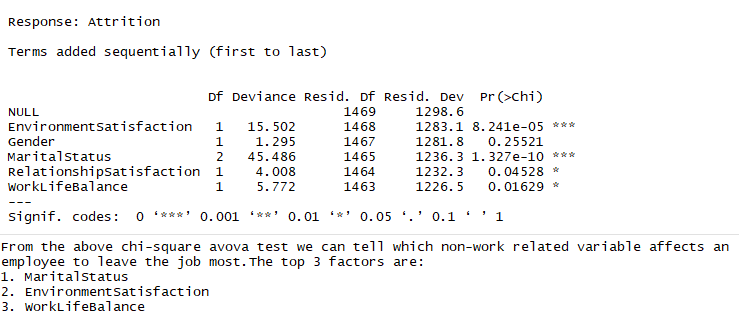 Response: Attrition
Terms added sequentially (first to last)
Df Deviance Resid. Df Resid. Dev Pr(>Chi)
NULL 1469 1298.6
EnvironmentSatisfaction 1 15.502 1468 1283.1 8.241e-05 ***
Gender 1 1.295 1467 1281.8 0.25521
MaritalStatus 2 45.486 1465 1236.3 1.327e-10 ***
RelationshipSatisfaction 1 4.008 1464 1232.3 0.04528 *
WorkLifeBalance 1 5.772 1463 1226.5 0.01629 *
---
Signif. codes: 0 ‘***’ 0.001 ‘**’ 0.01 ‘*’ 0.05 ‘.’ 0.1 ‘ ’ 1
From the above chi-square avova test we can tell which non-work related variable affects an
employee to leave the job most.The top 3 factors are:
1. MaritalStatus
2. EnvironmentSatisfaction
3. WorkLifeBalance